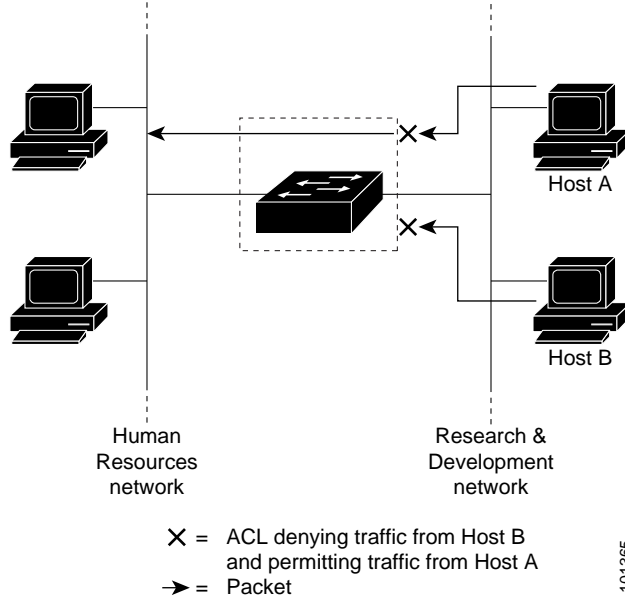 Host A
Host B
Human
Resources
network
Research &
Development
network
X = ACL denying traffic from Host B
and permitting traffic from Host A
→ = Packet
101365